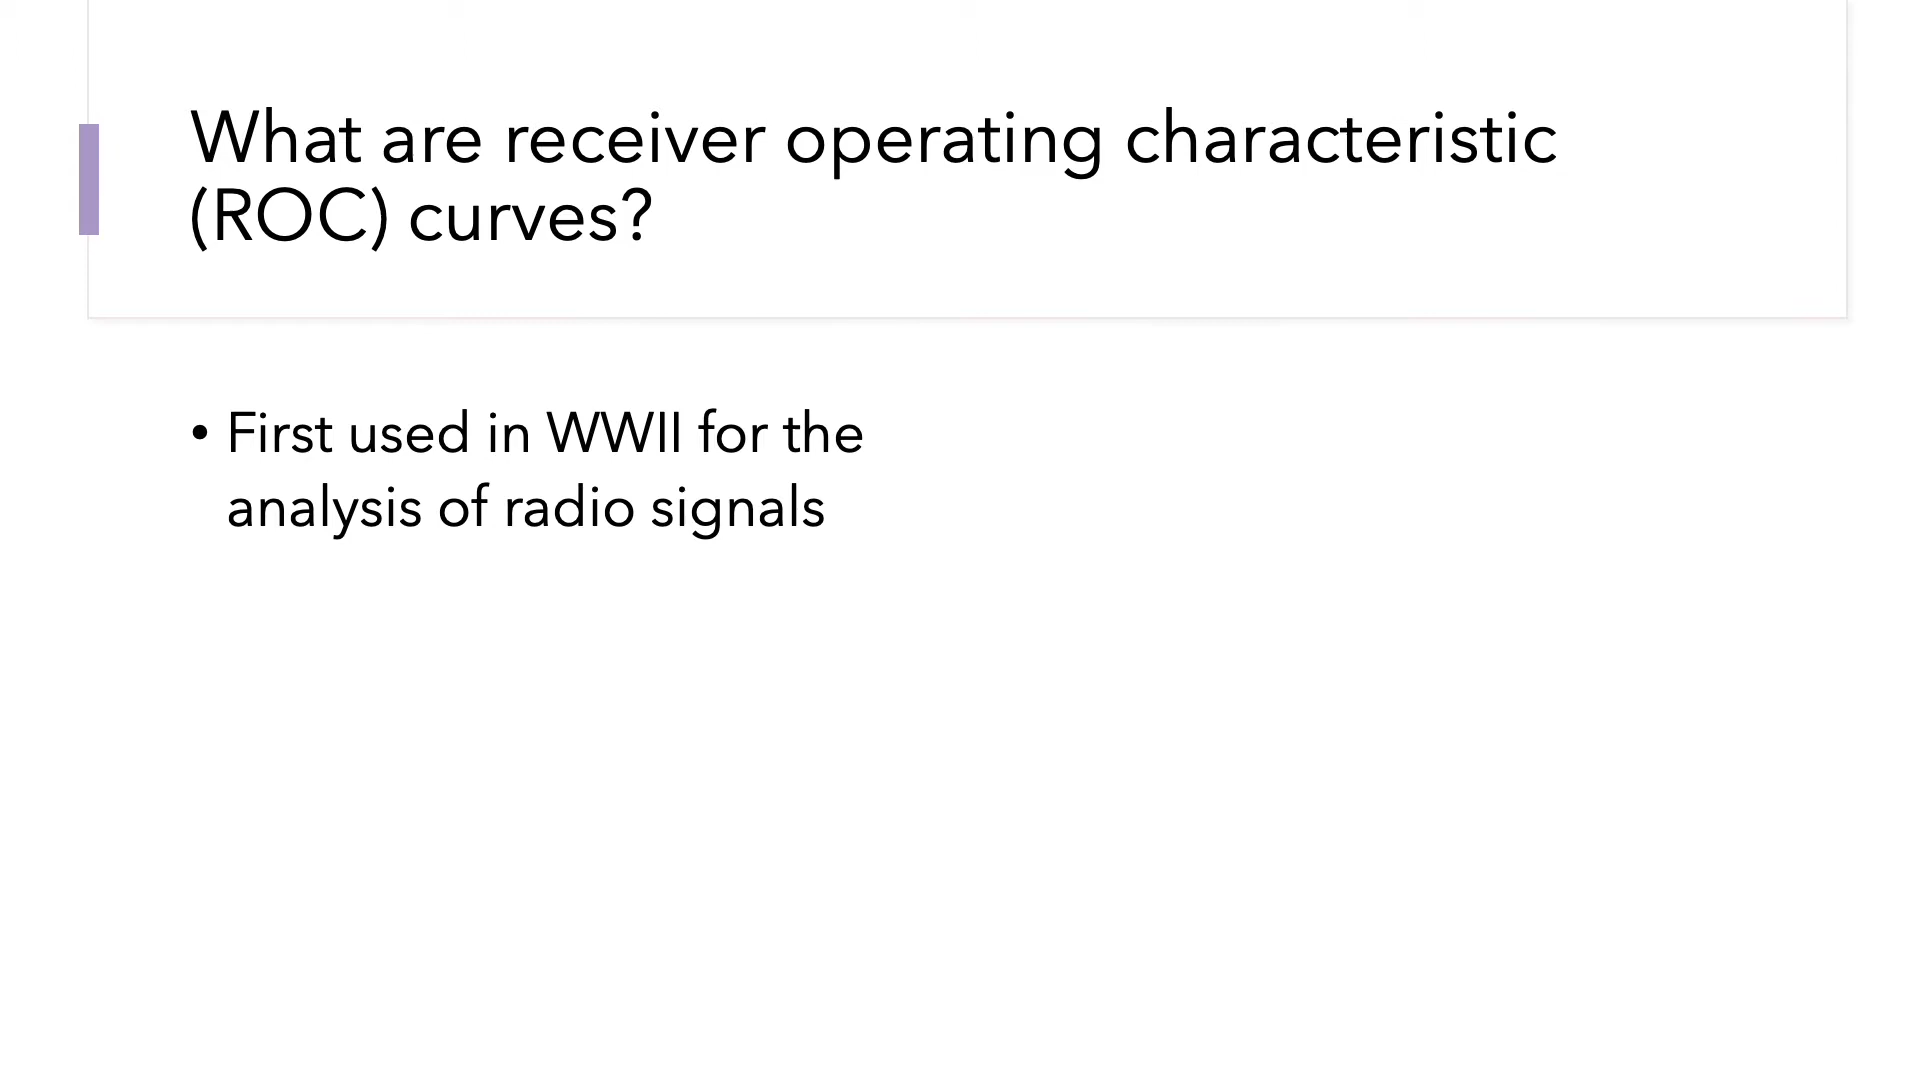 What are receiver operating characteristic
(ROC) curves?
• First used in WWII for the
analysis of radio signals